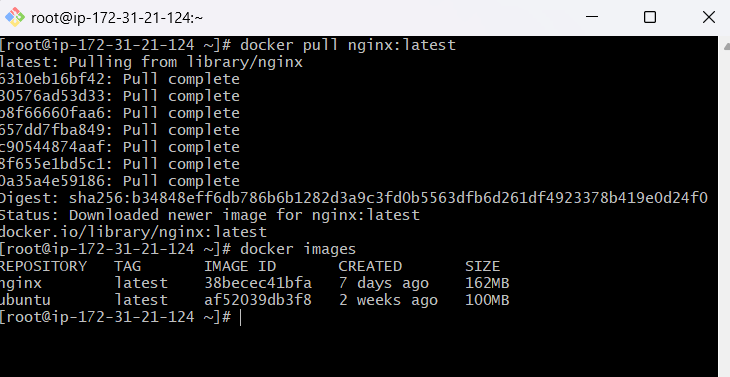 root@ip-172-31-21-124:~
[root@ip-172-31-21-124 ~]# docker pull nginx:latest
latest: Pulling from library/nginx
6310eb16bf42: Pull complete
30576ad53d33: Pull complete
b8f66660faa6: Pull complete
657dd7fba849: Pull complete
c90544874aaf: Pull complete
8f655e1bd5c1: Pull complete
0a35a4e59186: Pull complete
Digest: sha256:b34848eff6db786b6b1282d3a9c3fd0b5563dfb6d261df4923378b419e0d24f0
Status: Downloaded newer image for nginx:latest
docker.io/library/nginx:latest
[root@ip-172-31-21-124 ~]# docker images
REPOSITORY   TAG       IMAGE ID       CREATED       SIZE
nginx        latest    38becec41bfa   7 days ago    162MB
ubuntu       latest    af52039db3f8   2 weeks ago   100MB
[root@ip-172-31-21-124 ~]#